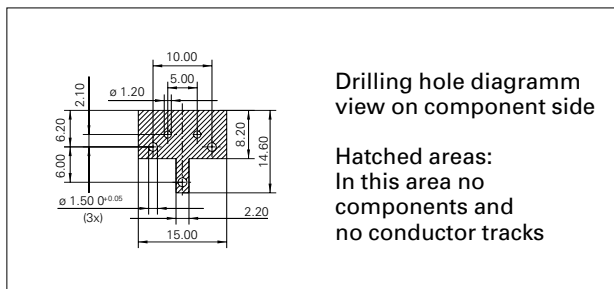 10.00
5.00
2.10
ø 1.20
6.20
8.20
14.60
6.00
ø 1.50 0+0.05
(3x)
2.20
15.00
Drilling hole diagramm
view on component side
Hatched areas:
In this area no
components and
no conductor tracks